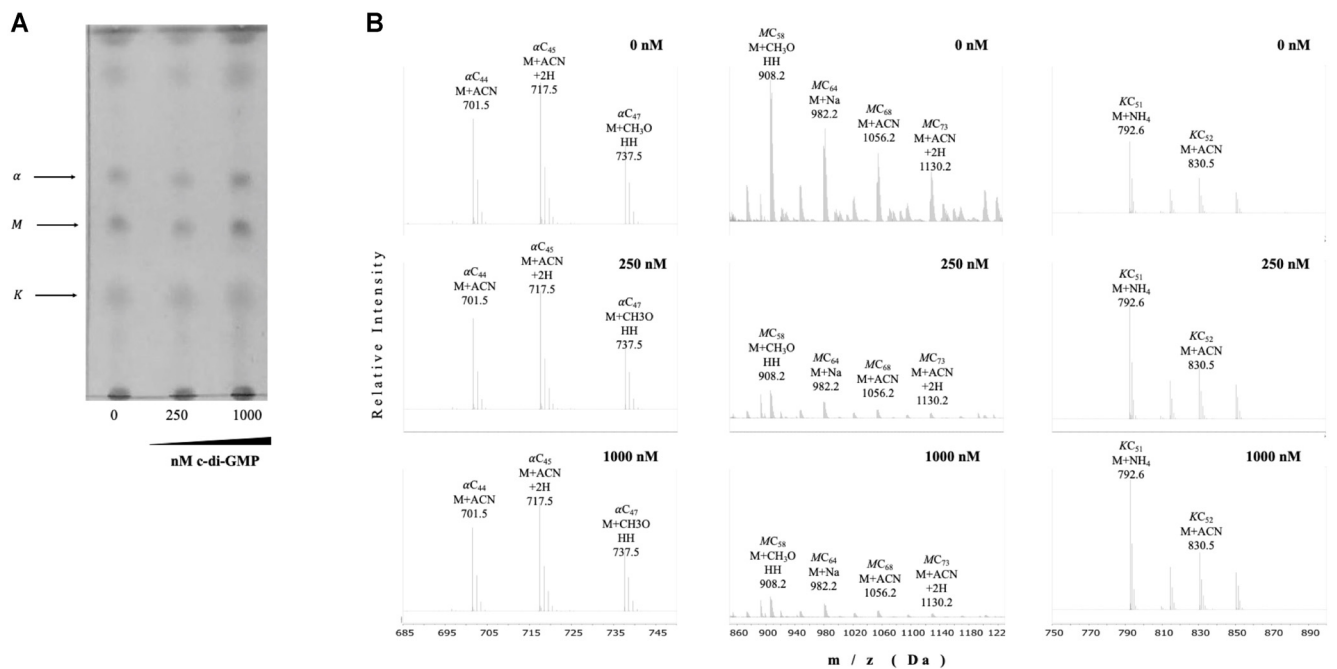 A
α
M
K
0 250 1000
nM c-di-GMP
B
Relative Intensity
0 nM
αC44
M+ACN
701.5
αC45
M+ACN
+2H
717.5
αC47
M+CH3O
HH
737.5
0 nM
MC58
M+CH3O
HH
908.2
MC64
M+Na
982.2
MC68
M+ACN
1056.2
MC73
M+ACN
+2H
1130.2
0 nM
KC51
M+NH4
792.6
KC52
M+ACN
830.5
250 nM
αC44
M+ACN
701.5
αC45
M+ACN
+2H
717.5
αC47
M+CH3O
HH
737.5
250 nM
MC58
M+CH3O
HH
908.2
MC64
M+Na
982.2
MC68
M+ACN
1056.2
MC73
M+ACN
+2H
1130.2
250 nM
KC51
M+NH4
792.6
KC52
M+ACN
830.5
1000 nM
αC44
M+ACN
701.5
αC45
M+ACN
+2H
717.5
αC47
M+CH3O
HH
737.5
1000 nM
MC58
M+CH3O
HH
908.2
MC64
M+Na
982.2
MC68
M+ACN
1056.2
MC73
M+ACN
+2H
1130.2
1000 nM
KC51
M+NH4
792.6
KC52
M+ACN
830.5
685 695 705 715 725 735 745
860 900 940 980 1020 1060 1100 1140 1180 122
750 770 790 810 830 850 870 890
m / z ( Da )